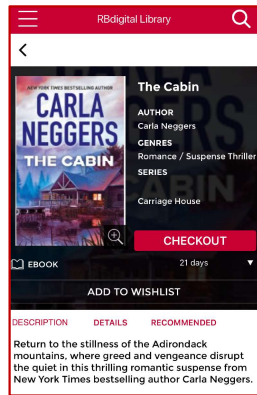 RBdigital Library
NEW YORK TIMES BESTSELLING AUTHOR
CARLA
NEGGERS
THE CABIN
The Cabin
AUTHOR
Carla Neggers
GENRES
Romance / Suspense Thriller
SERIES
Carriage House
CHECKOUT
EBOOK
21 days
ADD TO WISHLIST
DESCRIPTION DETAILS RECOMMENDED
Return to the stillness of the Adirondack
mountains, where greed and vengeance disrupt
the quiet in this thrilling romantic suspense from
New York Times bestselling author Carla Neggers.